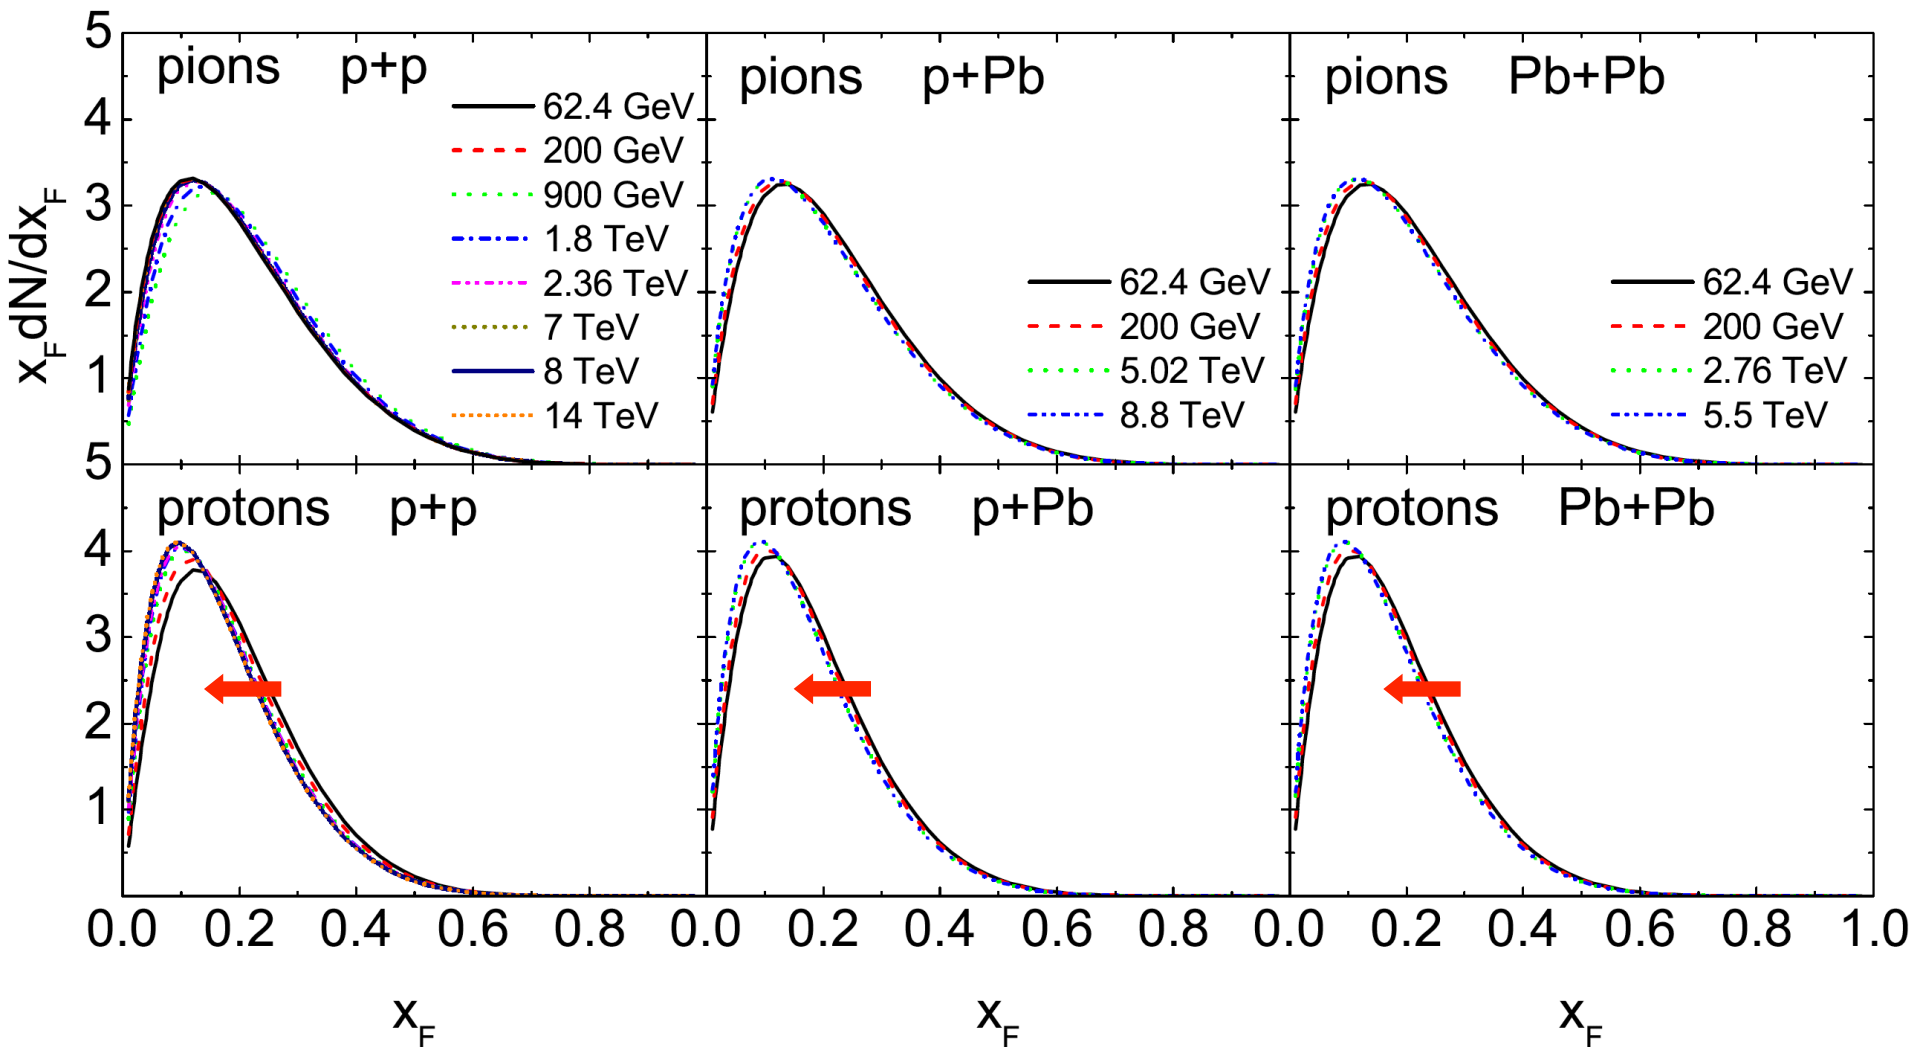 5
4
3
2
1
x_F dN/dx_F
pions p+p
62.4 GeV
200 GeV
900 GeV
1.8 TeV
2.36 TeV
7 TeV
8 TeV
14 TeV
pions p+Pb
62.4 GeV
200 GeV
5.02 TeV
8.8 TeV
pions Pb+Pb
62.4 GeV
200 GeV
2.76 TeV
5.5 TeV
5
4
3
2
1
protons p+p
protons p+Pb
protons Pb+Pb
0.0 0.2 0.4 0.6 0.8 0.0 0.2 0.4 0.6 0.8 0.0 0.2 0.4 0.6 0.8 1.0
x_F x_F x_F